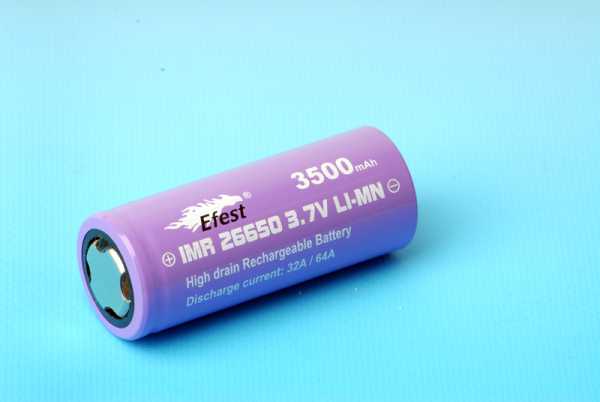 3500mAh
Efest®
⊕ IMR 26650 3.7V LI-MN ⊖
High drain Rechargeable Battery
Discharge current: 32A / 64A